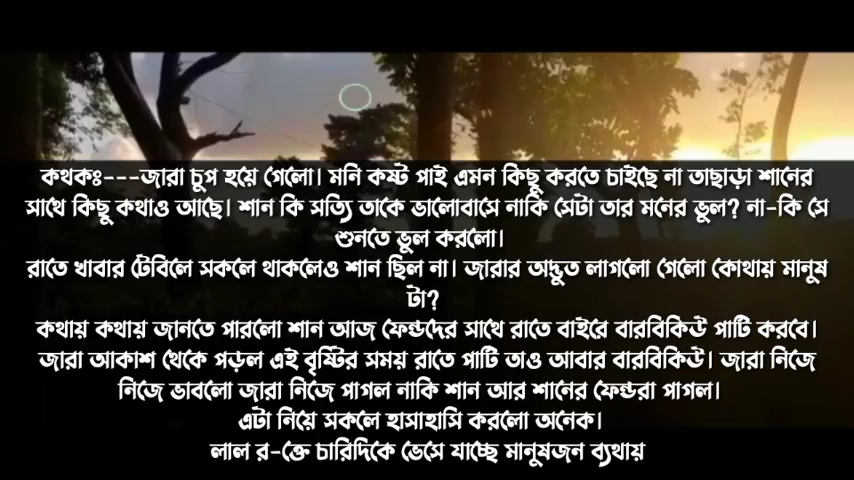 কথকঃ---জারা চুপ হয়ে গেলো। মনি কষ্ট পাই এমন কিছু করতে চাইছে না তাছাড়া শানের
সাথে কিছু কথাও আছে। শান কি সত্যি তাকে ভালোবাসে নাকি সেটা তার মনের ভুল? না-কি সে
শুনতে ভুল করলো।
রাতে খাবার টেবিলে সকলে থাকলেও শান ছিল না। জারার অদ্ভুত লাগলো গেলো কোথায় মানুষ
টা?
কথায় কথায় জানতে পারলো শান আজ ফেন্ডদের সাথে রাতে বাইরে বারবিকিউ পাটি করবে।
জারা আকাশ থেকে পড়ল এই বৃষ্টির সময় রাতে পাটি তাও আবার বারবিকিউ। জারা নিজে
নিজে ভাবলো জারা নিজে পাগল নাকি শান আর শানের ফেন্ডরা পাগল।
এটা নিয়ে সকলে হাসাহাসি করলো অনেক।
লাল র-ক্তে চারিদিকে ভেসে যাচ্ছে মানুষজন ব্যথায়